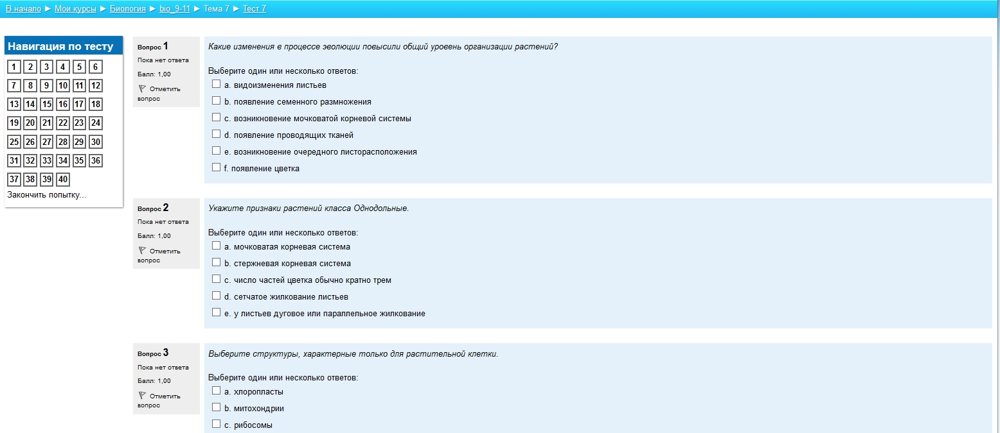 В начало ► Мои курсы ► Биология ► bio_9-11 ► Тема 7 ► Тест 7
Навигация по тесту
1 2 3 4 5 6
7 8 9 10 11 12
13 14 15 16 17 18
19 20 21 22 23 24
25 26 27 28 29 30
31 32 33 34 35 36
37 38 39 40
Закончить попытку...
Вопрос 1
Пока нет ответа
Балл: 1,00
Отметить
вопрос
Какие изменения в процессе эволюции повысили общий уровень организации растений?
Выберите один или несколько ответов:
a. видоизменения листьев
b. появление семенного размножения
c. возникновение мочковатой корневой системы
d. появление проводящих тканей
e. возникновение очередного листорасположения
f. появление цветка
Вопрос 2
Пока нет ответа
Балл: 1,00
Отметить
вопрос
Укажите признаки растений класса Однодольные.
Выберите один или несколько ответов:
a. мочковатая корневая система
b. стержневая корневая система
c. число частей цветка обычно кратно трем
d. сетчатое жилкование листьев
e. у листьев дуговое или параллельное жилкование
Вопрос 3
Пока нет ответа
Балл: 1,00
Отметить
вопрос
Выберите структуры, характерные только для растительной клетки.
Выберите один или несколько ответов:
a. хлоропласты
b. митохондрии
c. рибосомы